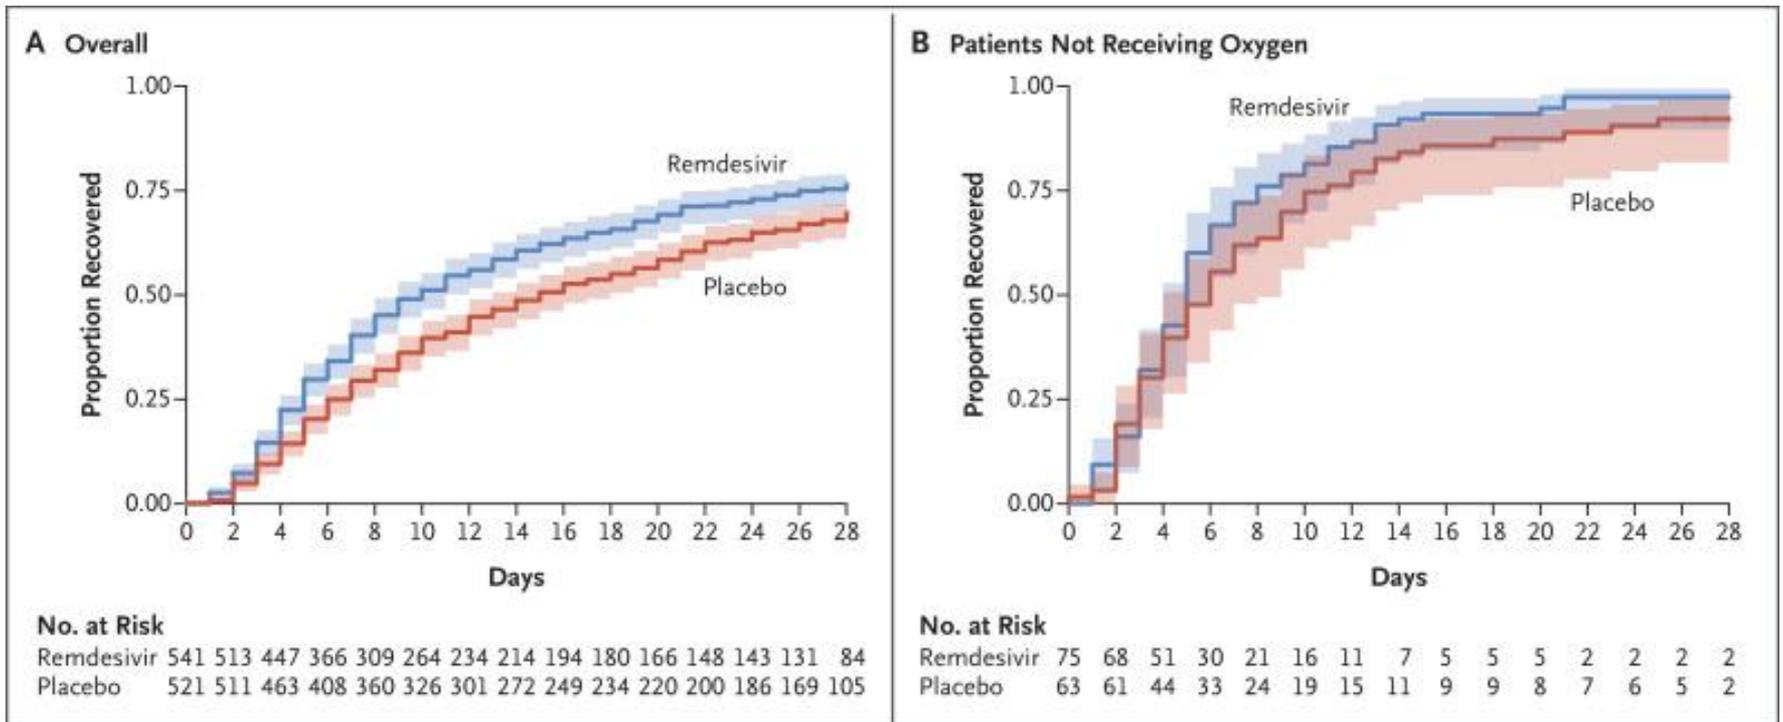 A Overall
1.00
0.75
0.50
0.25
0.00
Proportion Recovered
Remdesivir
Placebo
0 2 4 6 8 10 12 14 16 18 20 22 24 26 28
Days
No. at Risk
Remdesivir 541 513 447 366 309 264 234 214 194 180 166 148 143 131 84
Placebo 521 511 463 408 360 326 301 272 249 234 220 200 186 169 105
B Patients Not Receiving Oxygen
1.00
0.75
0.50
0.25
0.00
Proportion Recovered
Remdesivir
Placebo
0 2 4 6 8 10 12 14 16 18 20 22 24 26 28
Days
No. at Risk
Remdesivir 75 68 51 30 21 16 11 7 5 5 5 2 2 2 2
Placebo 63 61 44 33 24 19 15 11 9 9 8 7 6 5 2